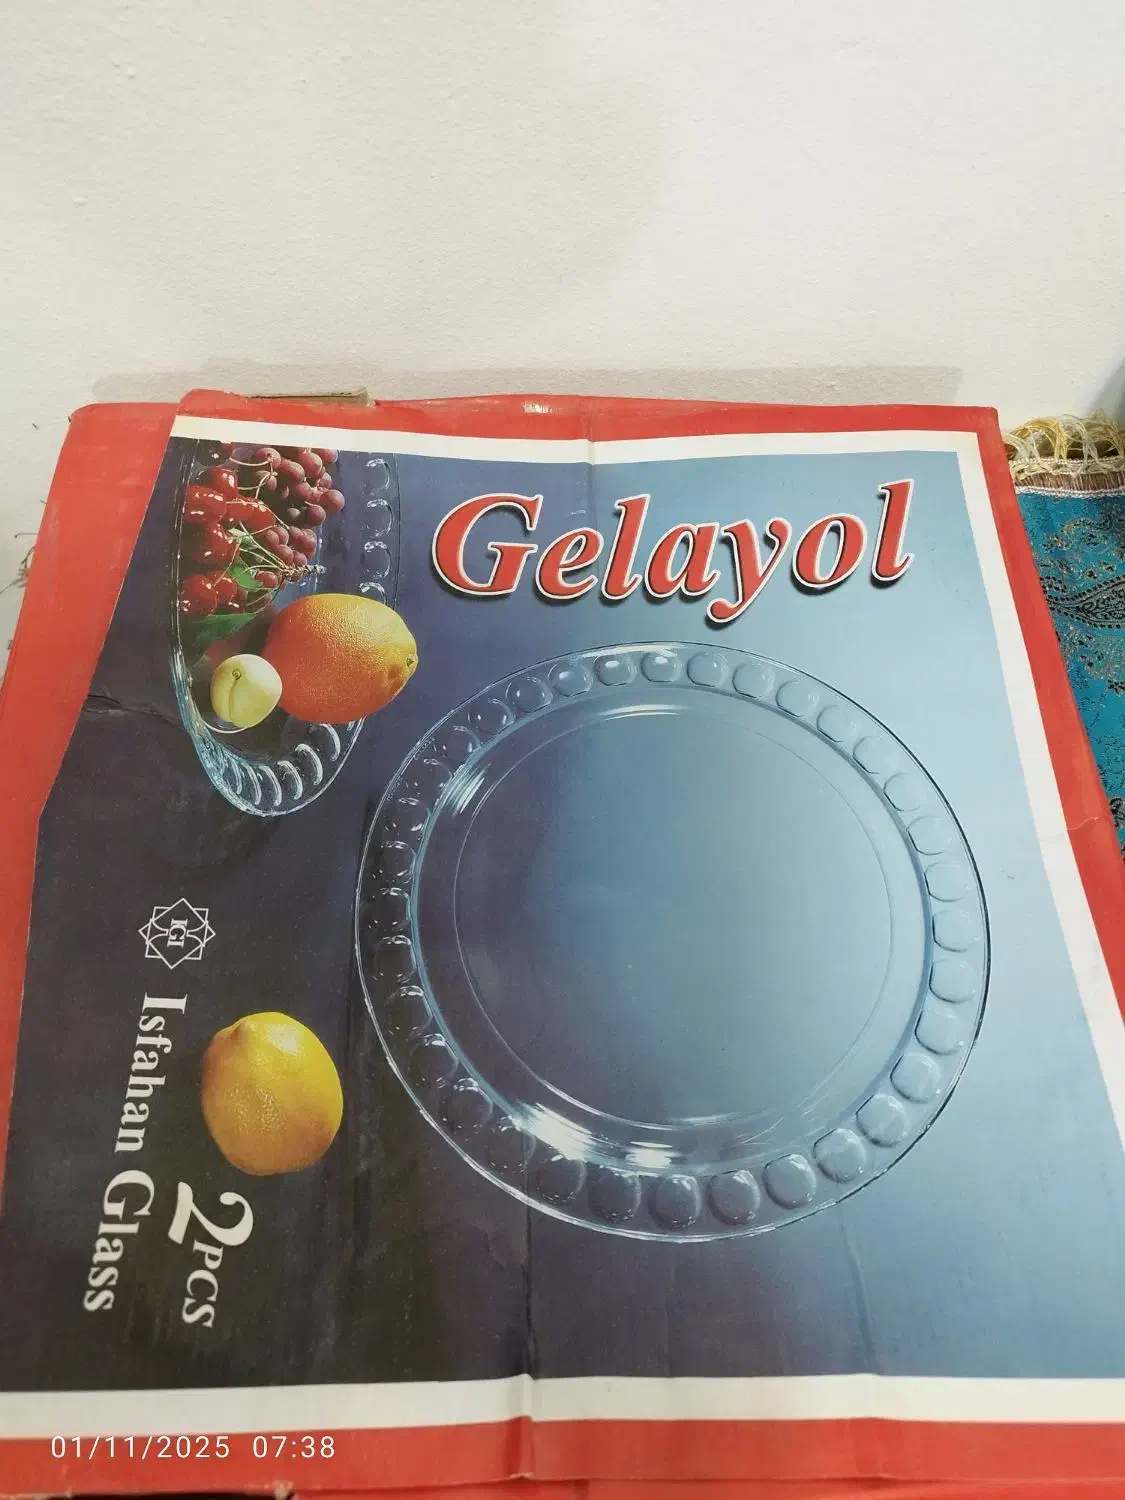 Gelayol
IGI
Isfahan Glass
2PCS
01/11/2025 07:38